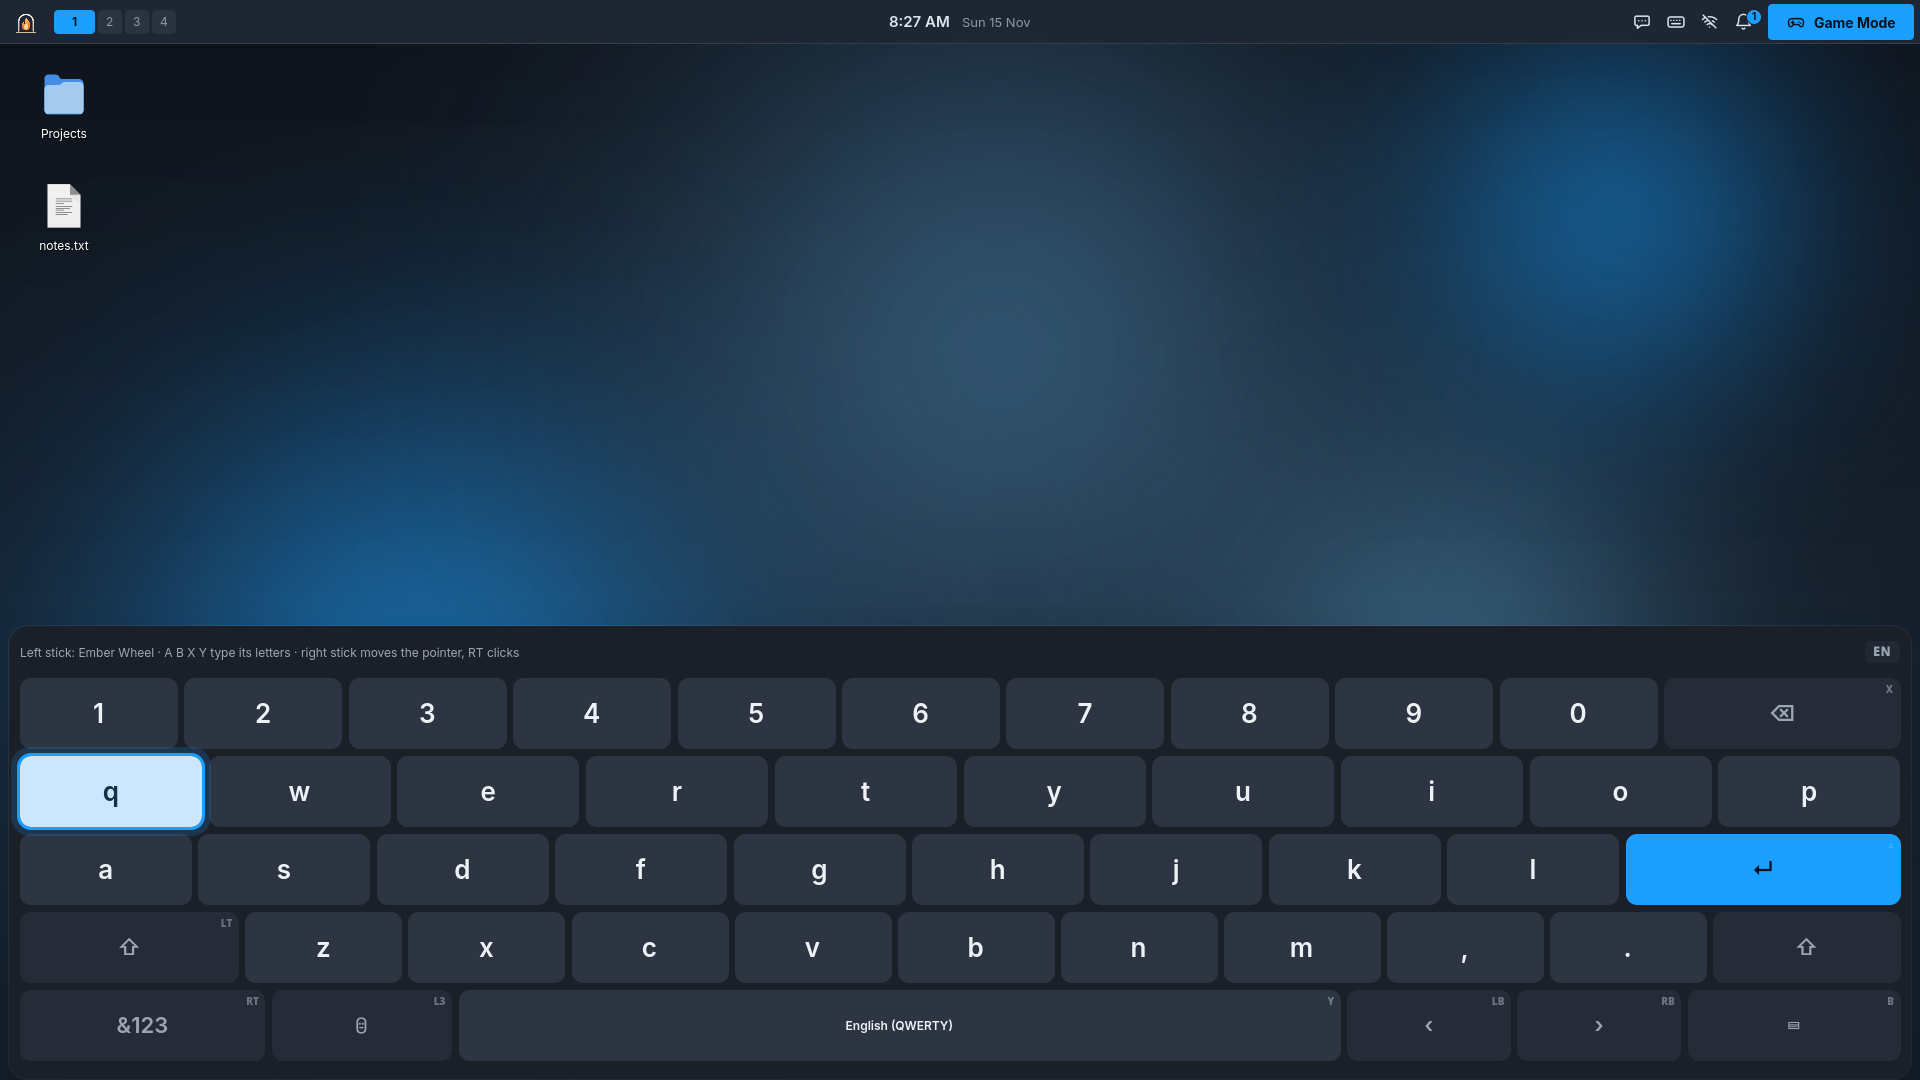 1 2 3 4
8:27 AM Sun 15 Nov
1
Game Mode
Projects
notes.txt
Left stick: Ember Wheel · A B X Y type its letters · right stick moves the pointer, RT clicks
EN
1 2 3 4 5 6 7 8 9 0 X
q w e r t y u i o p
a s d f g h j k l
LT z x c v b n m , .
&123 RT L3 English (QWERTY) Y ‹ LB › RB B